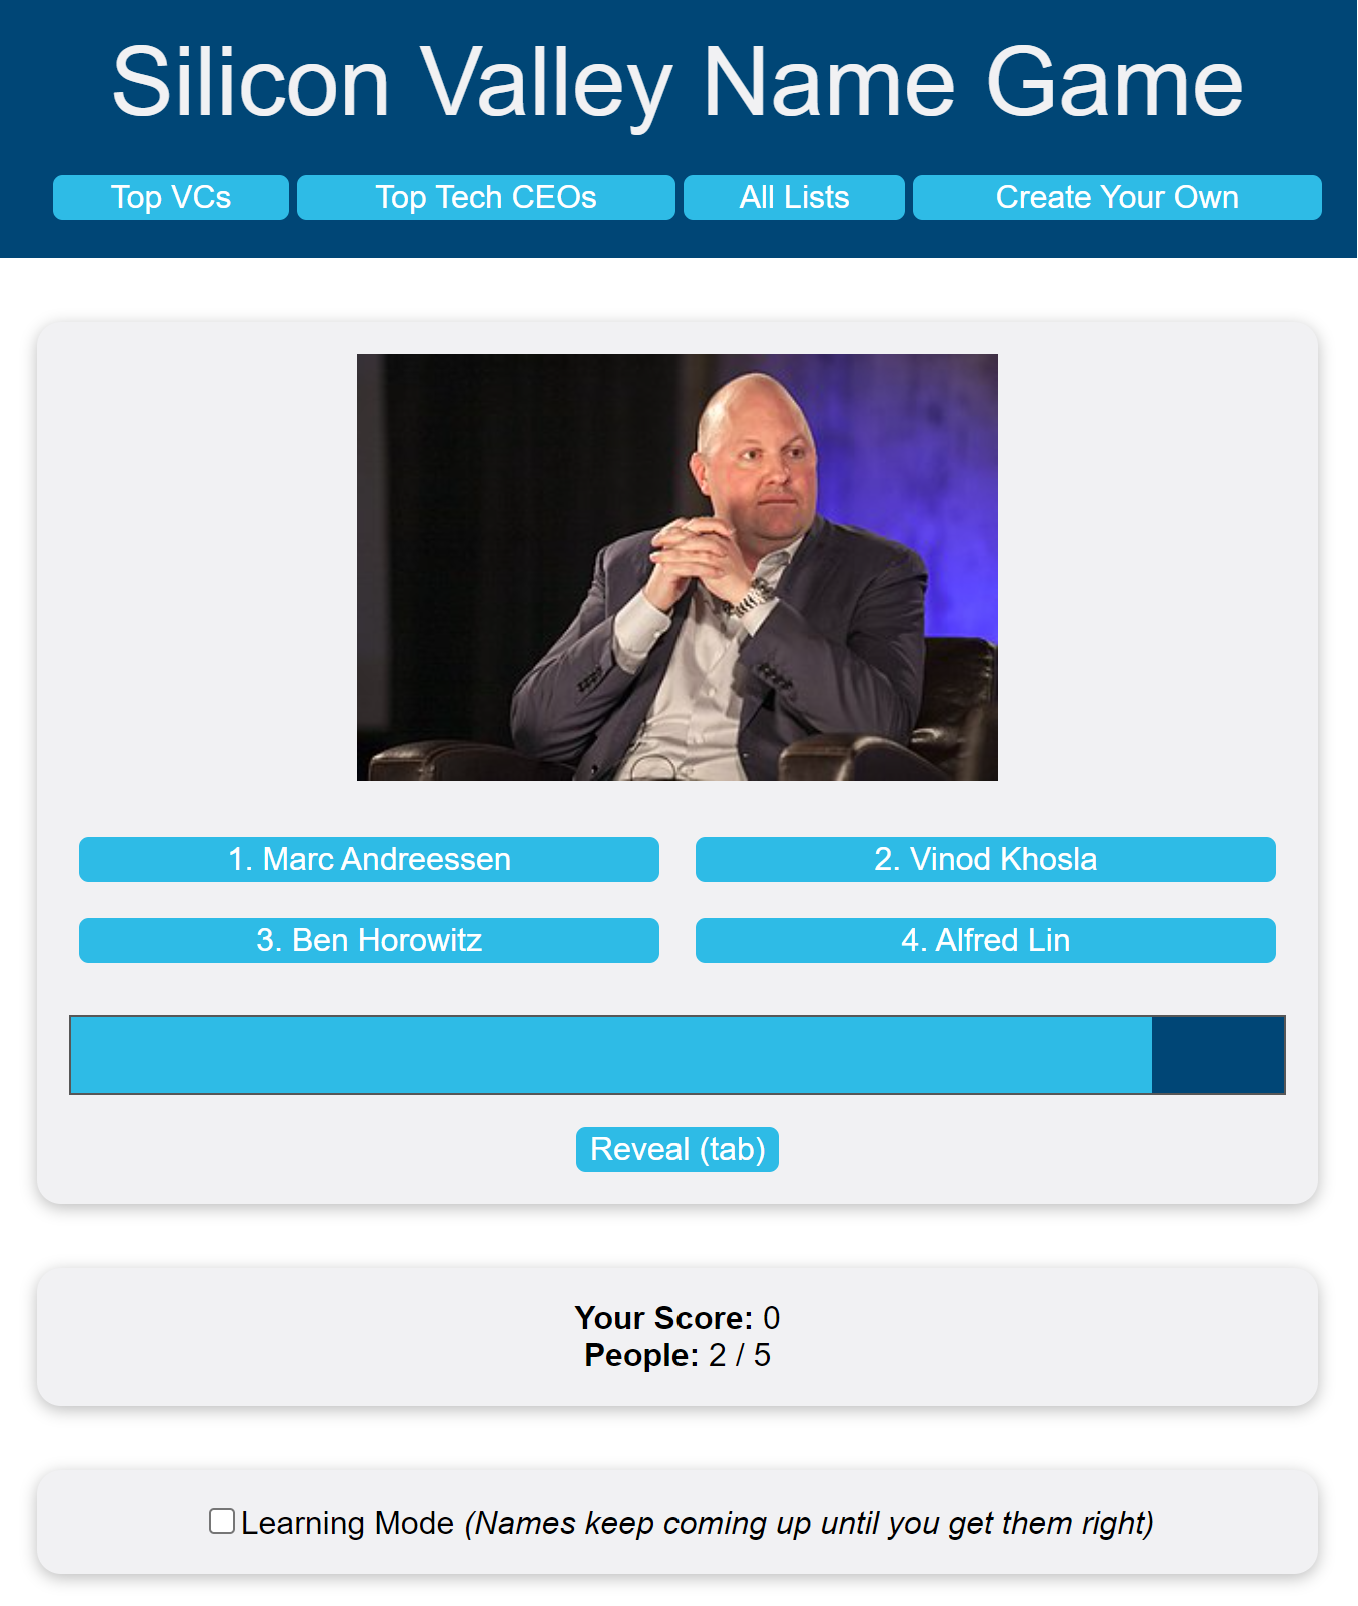 Silicon Valley Name Game
Top VCs Top Tech CEOs All Lists Create Your Own
1. Marc Andreessen 2. Vinod Khosla
3. Ben Horowitz 4. Alfred Lin
Reveal (tab)
Your Score: 0
People: 2 / 5
Learning Mode (Names keep coming up until you get them right)